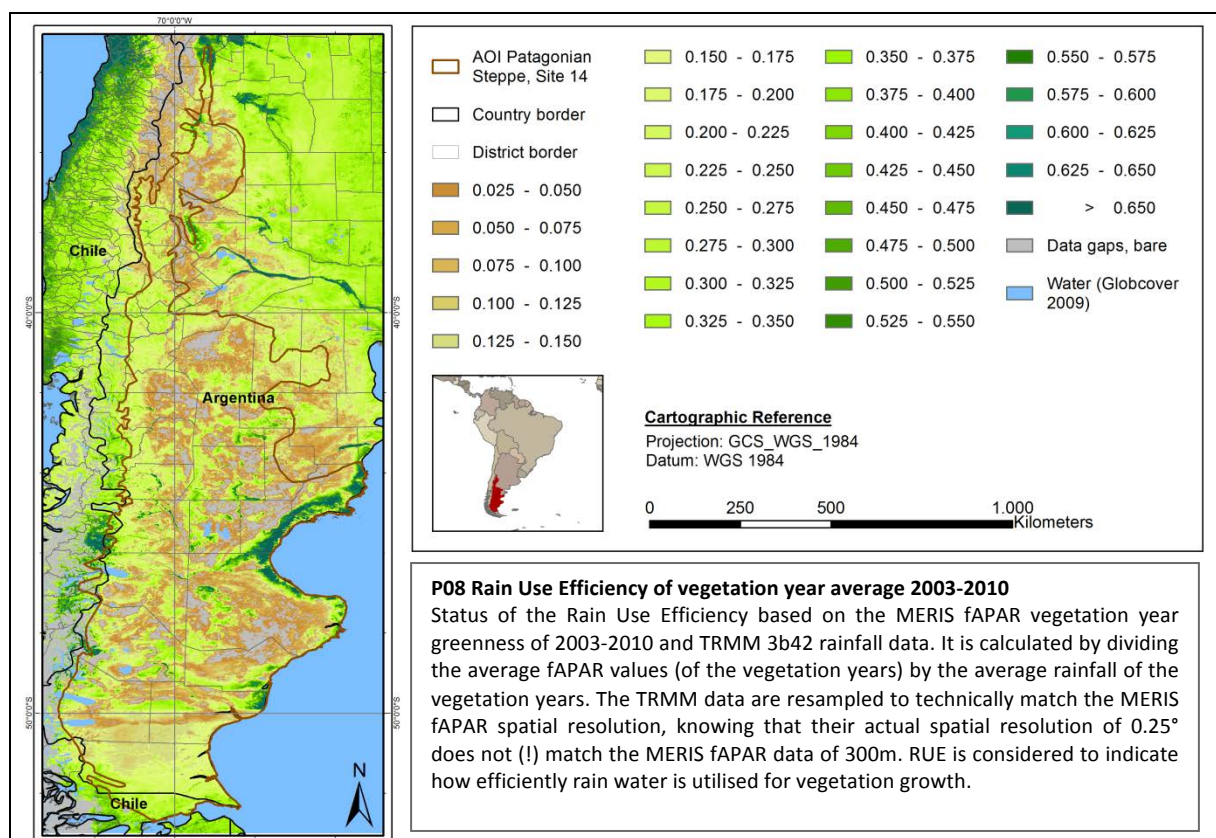 70°0'0"W
40°0'0"S
40°0'0"S
50°0'0"S
50°0'0"S
Chile
Argentina
Chile
N
AOI Patagonian
Steppe, Site 14
Country border
District border
0.025 - 0.050
0.050 - 0.075
0.075 - 0.100
0.100 - 0.125
0.125 - 0.150
0.150 - 0.175
0.175 - 0.200
0.200 - 0.225
0.225 - 0.250
0.250 - 0.275
0.275 - 0.300
0.300 - 0.325
0.325 - 0.350
0.350 - 0.375
0.375 - 0.400
0.400 - 0.425
0.425 - 0.450
0.450 - 0.475
0.475 - 0.500
0.500 - 0.525
0.525 - 0.550
0.550 - 0.575
0.575 - 0.600
0.600 - 0.625
0.625 - 0.650
> 0.650
Data gaps, bare
Water (Globcover
2009)
Cartographic Reference
Projection: GCS_WGS_1984
Datum: WGS 1984
0 250 500 1.000
Kilometers
P08 Rain Use Efficiency of vegetation year average 2003-2010
Status of the Rain Use Efficiency based on the MERIS fAPAR vegetation year
greenness of 2003-2010 and TRMM 3b42 rainfall data. It is calculated by dividing
the average fAPAR values (of the vegetation years) by the average rainfall of the
vegetation years. The TRMM data are resampled to technically match the MERIS
fAPAR spatial resolution, knowing that their actual spatial resolution of 0.25°
does not (!) match the MERIS fAPAR data of 300m. RUE is considered to indicate
how efficiently rain water is utilised for vegetation growth.